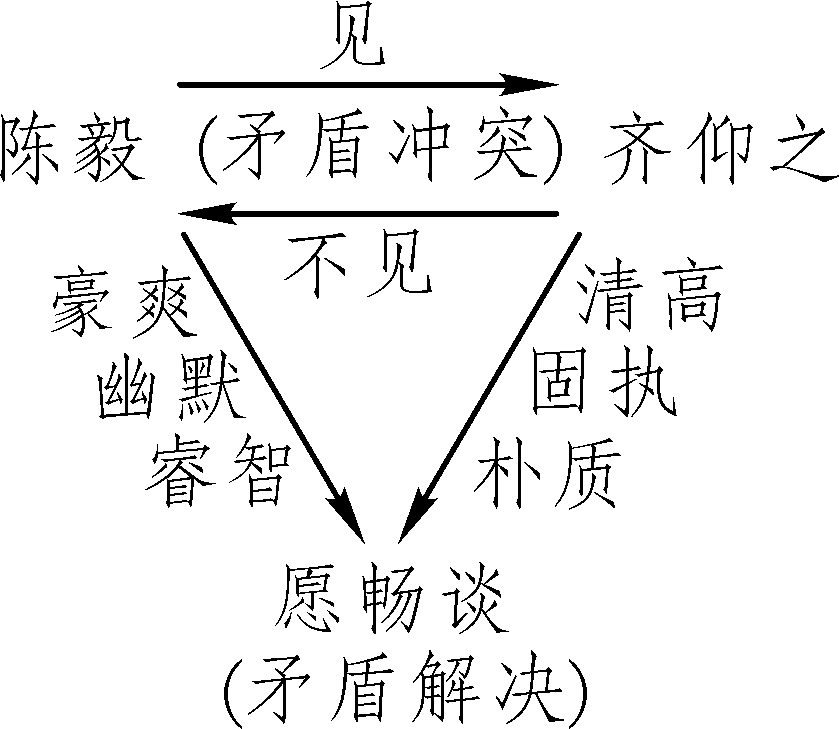 见
陈毅 (矛盾冲突) 齐仰之
不见
豪爽 清高
幽默 固执
睿智 朴质
愿畅谈
(矛盾解决)